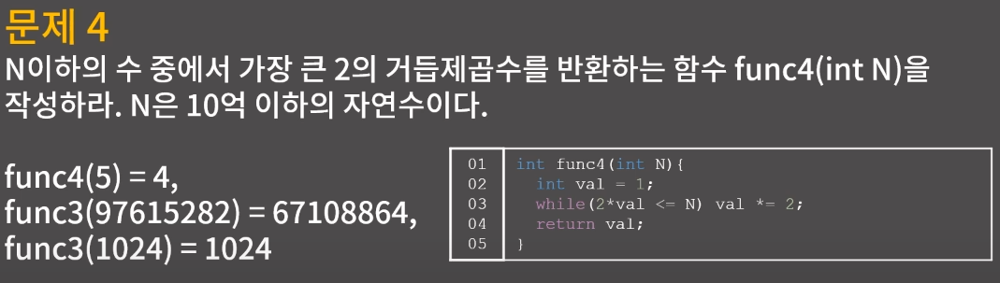 문제 4
N이하의 수 중에서 가장 큰 2의 거듭제곱수를 반환하는 함수 func4(int N)을
작성하라. N은 10억 이하의 자연수이다.
func4(5) = 4,
func3(97615282) = 67108864,
func3(1024) = 1024
01 int func4(int N){
02 int val = 1;
03 while(2*val <= N) val *= 2;
04 return val;
05 }